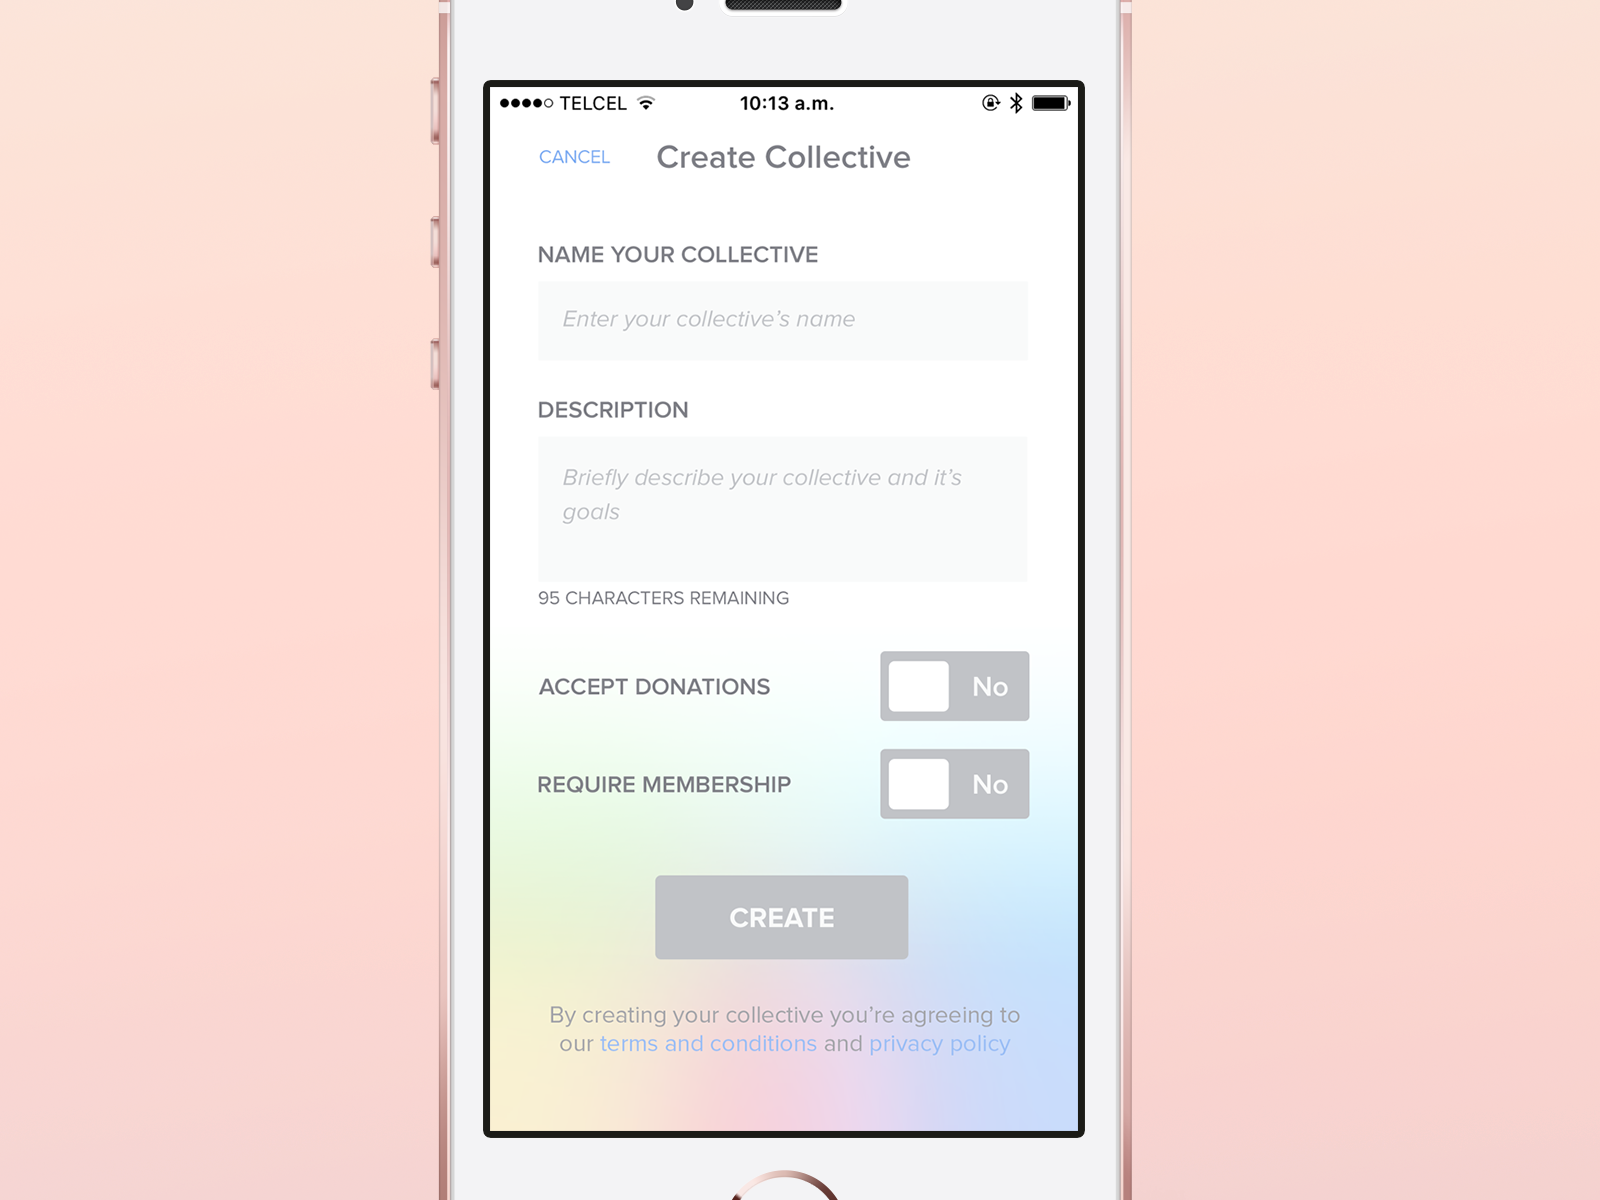 TELCEL 10:13 a.m.
CANCEL Create Collective
NAME YOUR COLLECTIVE
Enter your collective’s name
DESCRIPTION
Briefly describe your collective and it’s
goals
95 CHARACTERS REMAINING
ACCEPT DONATIONS No
REQUIRE MEMBERSHIP No
CREATE
By creating your collective you’re agreeing to
our terms and conditions and privacy policy